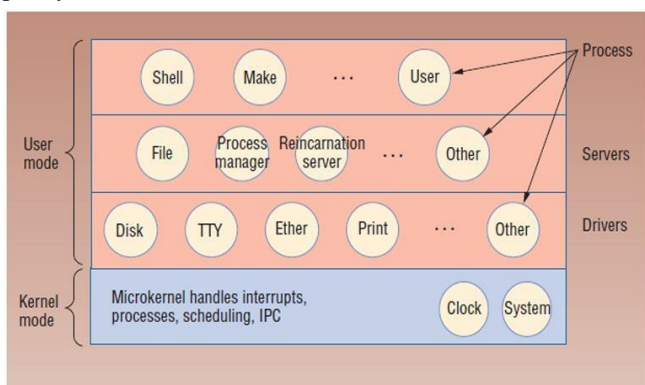 Process
Shell
Make
...
User
User
mode
File
Process
manager
Reincarnation
server
...
Other
Servers
Disk
TTY
Ether
Print
...
Other
Drivers
Kernel
mode
Microkernel handles interrupts,
processes, scheduling, IPC
Clock
System